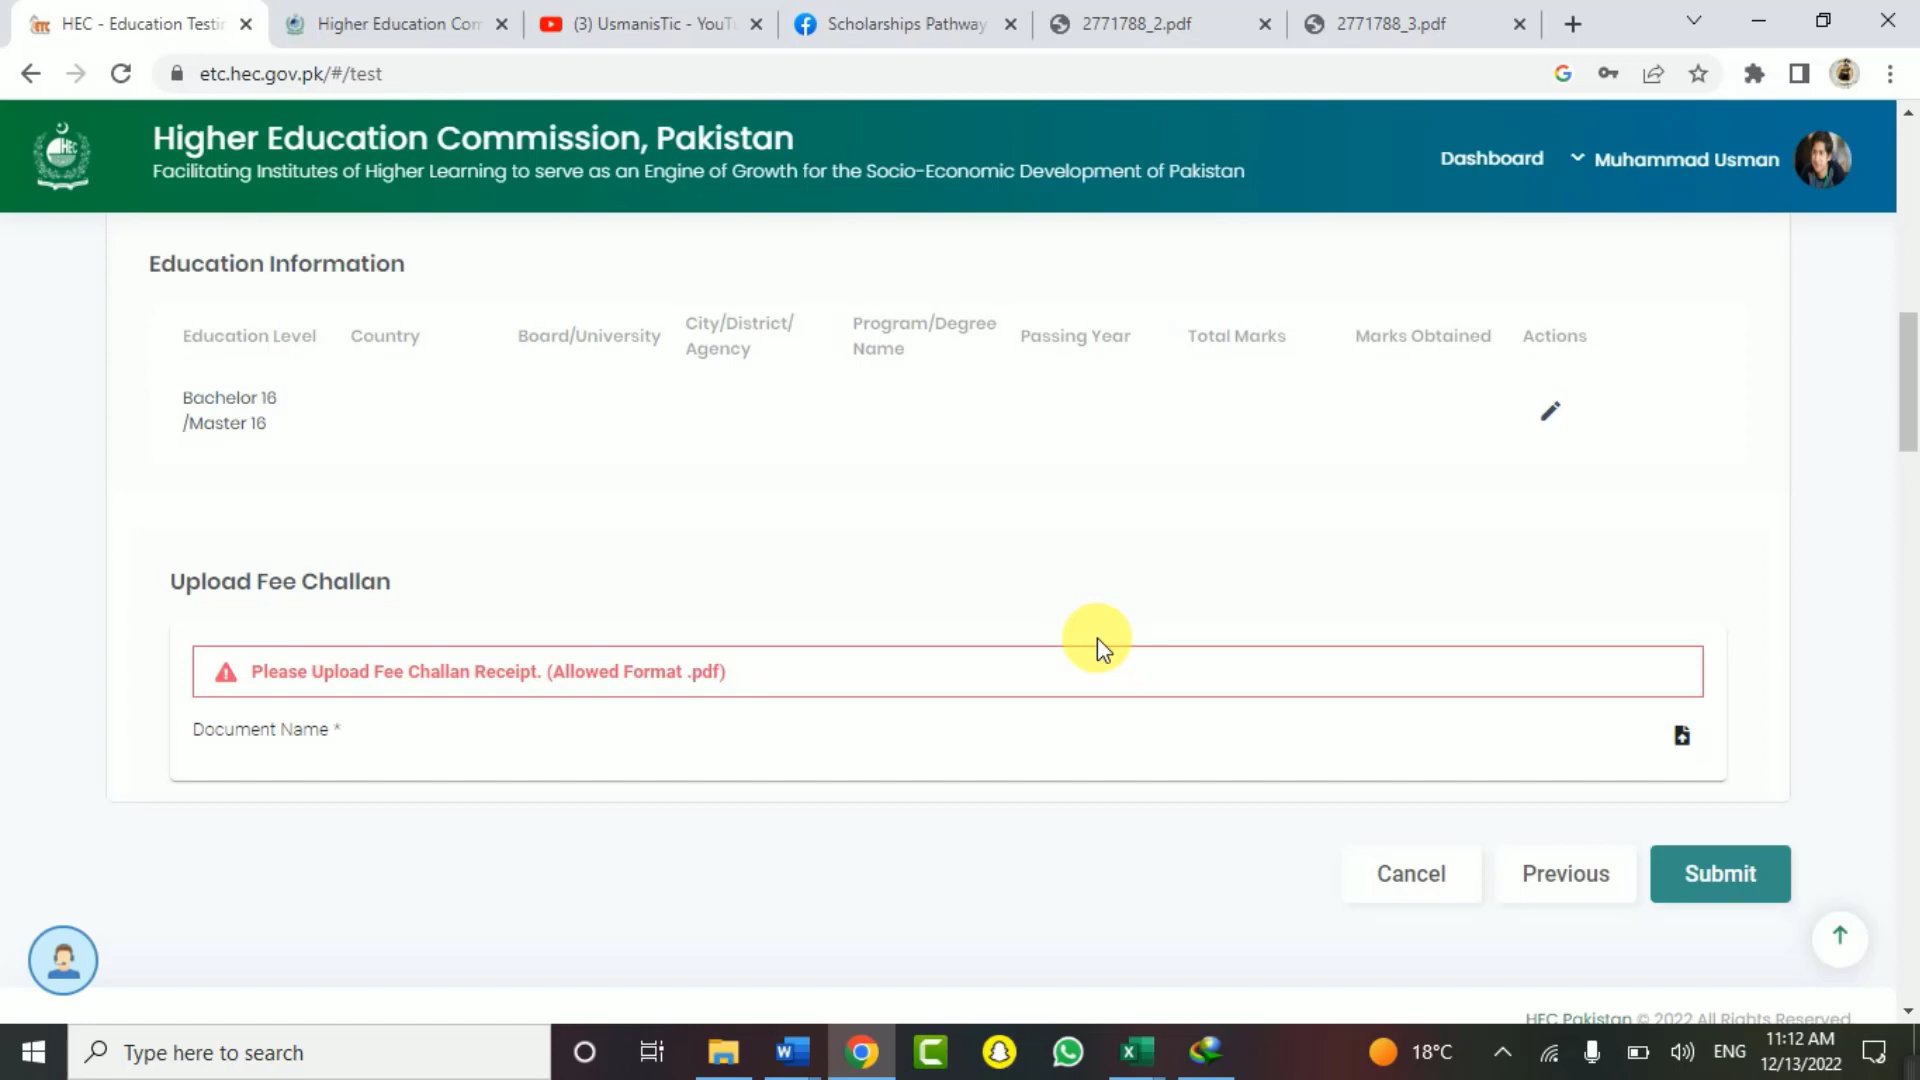 HEC - Education Testin
Higher Education Com
(3) UsmanisTic - YouTu
Scholarships Pathway
2771788_2.pdf
2771788_3.pdf
etc.hec.gov.pk/#/test
Higher Education Commission, Pakistan
Facilitating Institutes of Higher Learning to serve as an Engine of Growth for the Socio-Economic Development of Pakistan
Dashboard
Muhammad Usman
Education Information
Education Level
Country
Board/University
City/District/
Agency
Program/Degree
Name
Passing Year
Total Marks
Marks Obtained
Actions
Bachelor 16
/Master 16
Upload Fee Challan
Please Upload Fee Challan Receipt. (Allowed Format .pdf)
Document Name *
Cancel
Previous
Submit
HEC Pakistan © 2022 All Rights Reserved
Type here to search
18°C
ENG
11:12 AM
12/13/2022